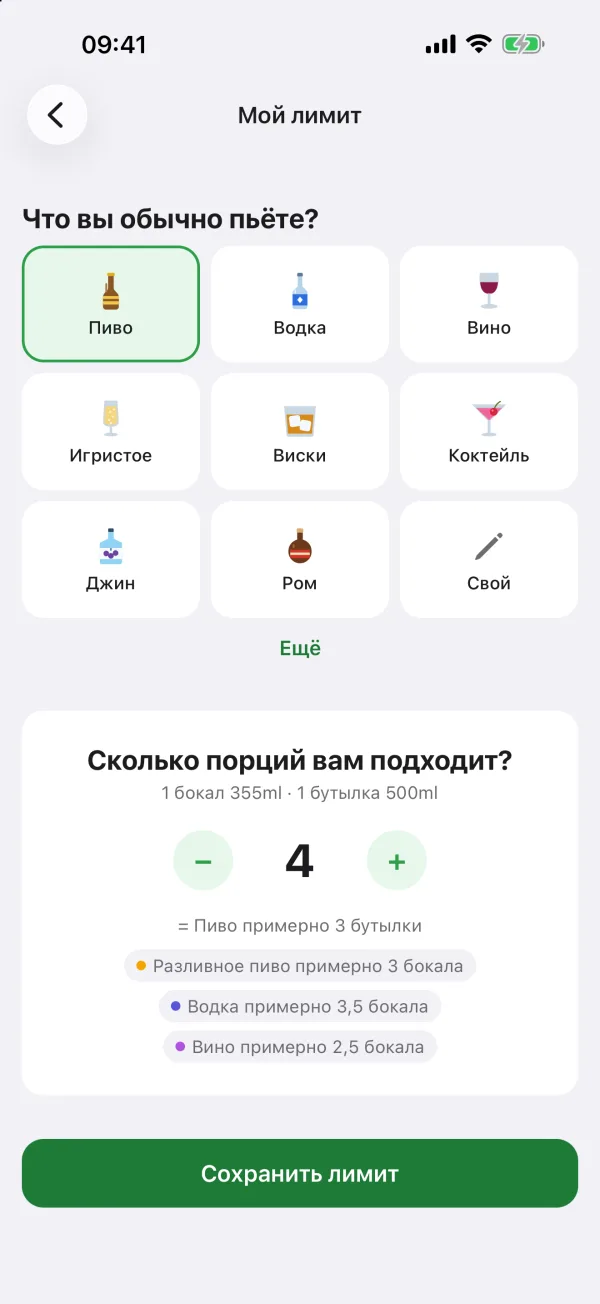 09:41
Мой лимит
Что вы обычно пьёте?
Пиво
Водка
Вино
Игристое
Виски
Коктейль
Джин
Ром
Свой
Ещё
Сколько порций вам подходит?
1 бокал 355ml · 1 бутылка 500ml
− 4 +
= Пиво примерно 3 бутылки
Разливное пиво примерно 3 бокала
Водка примерно 3,5 бокала
Вино примерно 2,5 бокала
Сохранить лимит